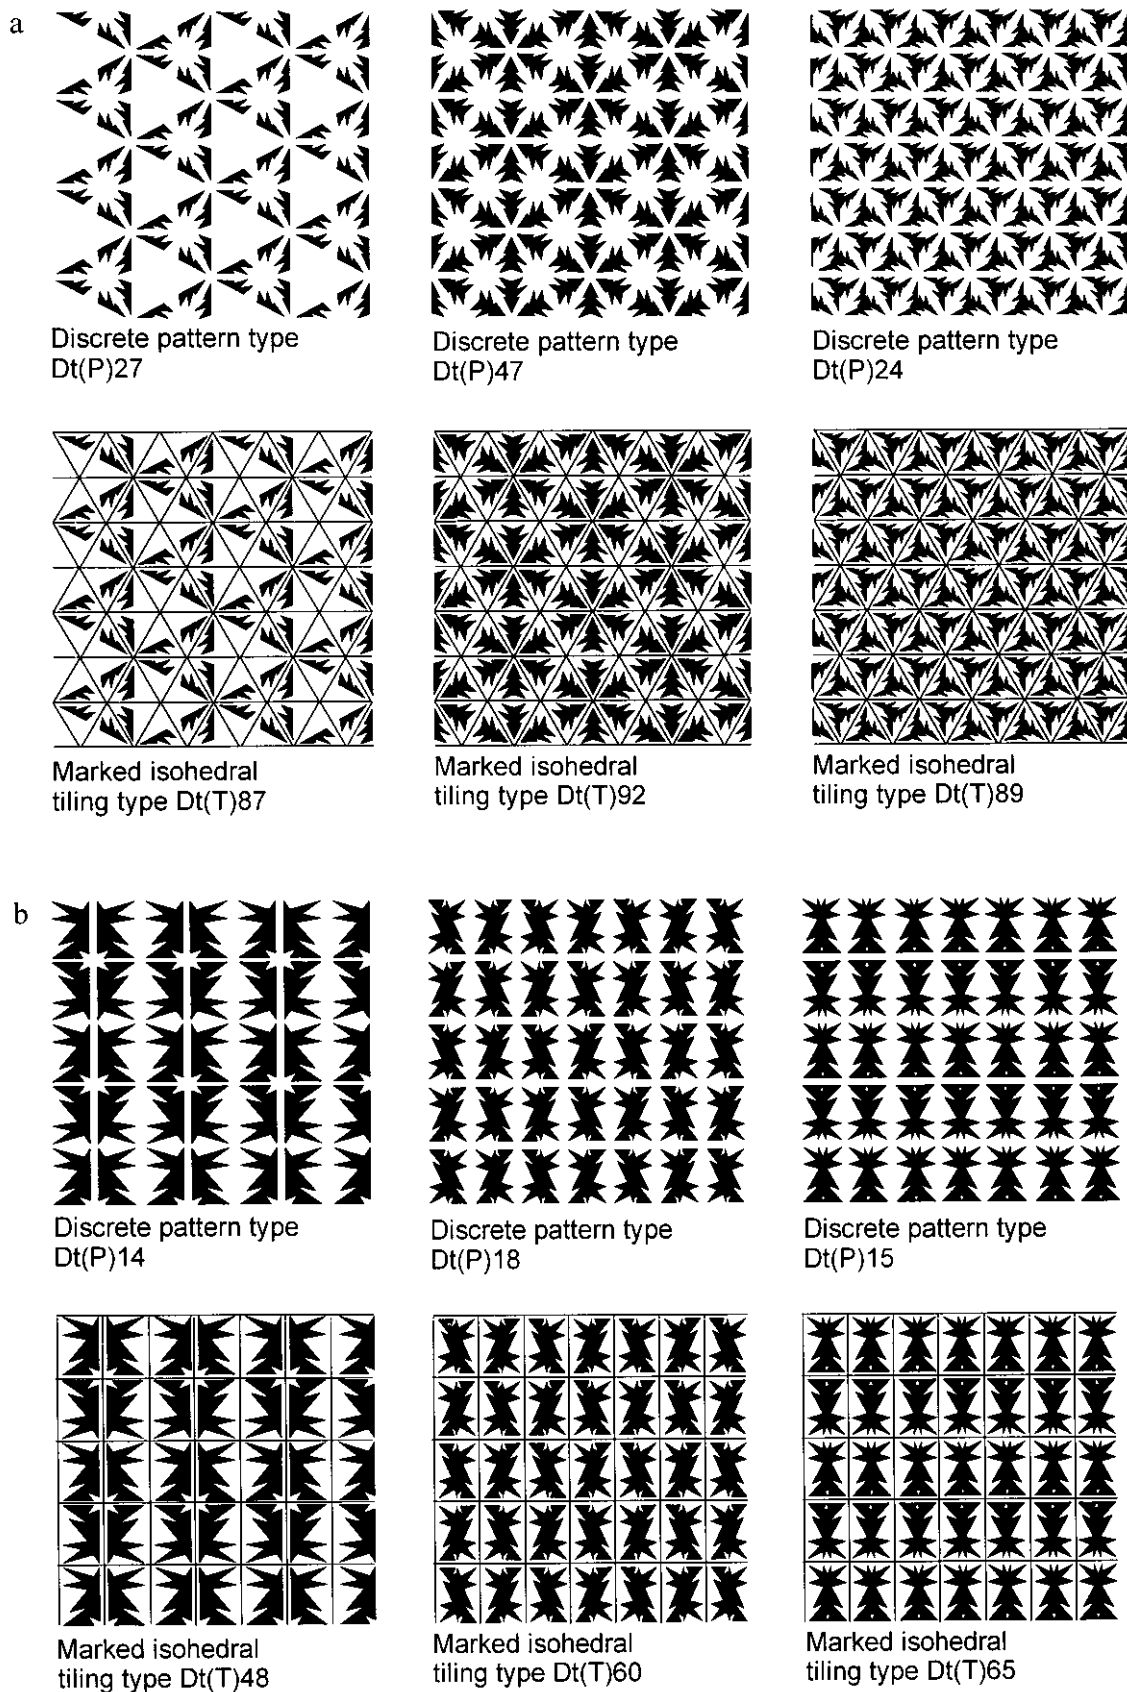 a
Discrete pattern type
Dt(P)27
Discrete pattern type
Dt(P)47
Discrete pattern type
Dt(P)24
Marked isohedral
tiling type Dt(T)87
Marked isohedral
tiling type Dt(T)92
Marked isohedral
tiling type Dt(T)89
b
Discrete pattern type
Dt(P)14
Discrete pattern type
Dt(P)18
Discrete pattern type
Dt(P)15
Marked isohedral
tiling type Dt(T)48
Marked isohedral
tiling type Dt(T)60
Marked isohedral
tiling type Dt(T)65